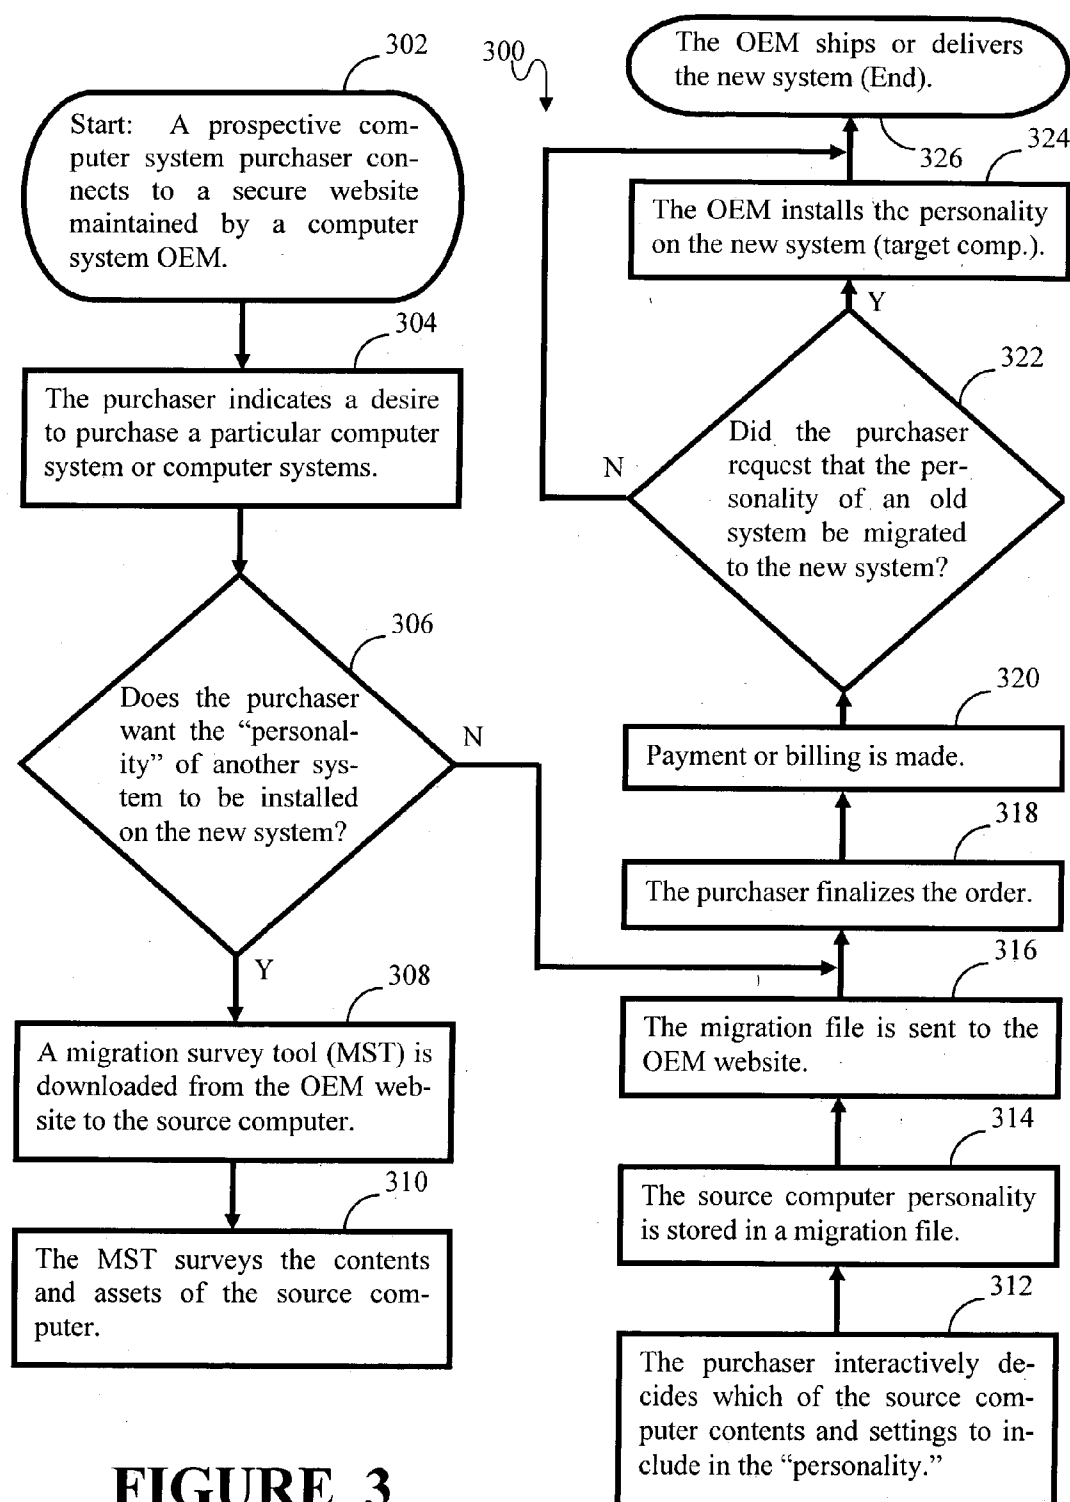 302
Start: A prospective com-
puter system purchaser con-
nects to a secure website
maintained by a computer
system OEM.
304
The purchaser indicates a desire
to purchase a particular computer
system or computer systems.
306
Does the purchaser
want the “personal-
ity” of another sys-
tem to be installed
on the new system?
N
Y
308
A migration survey tool (MST) is
downloaded from the OEM web-
site to the source computer.
310
The MST surveys the contents
and assets of the source com-
puter.
FIGURE 3
300
The OEM ships or delivers
the new system (End).
326
324
The OEM installs the personality
on the new system (target comp.).
Y
322
Did the purchaser
request that the per-
sonality of an old
system be migrated
to the new system?
N
320
Payment or billing is made.
318
The purchaser finalizes the order.
316
The migration file is sent to the
OEM website.
314
The source computer personality
is stored in a migration file.
312
The purchaser interactively de-
cides which of the source com-
puter contents and settings to in-
clude in the “personality.”